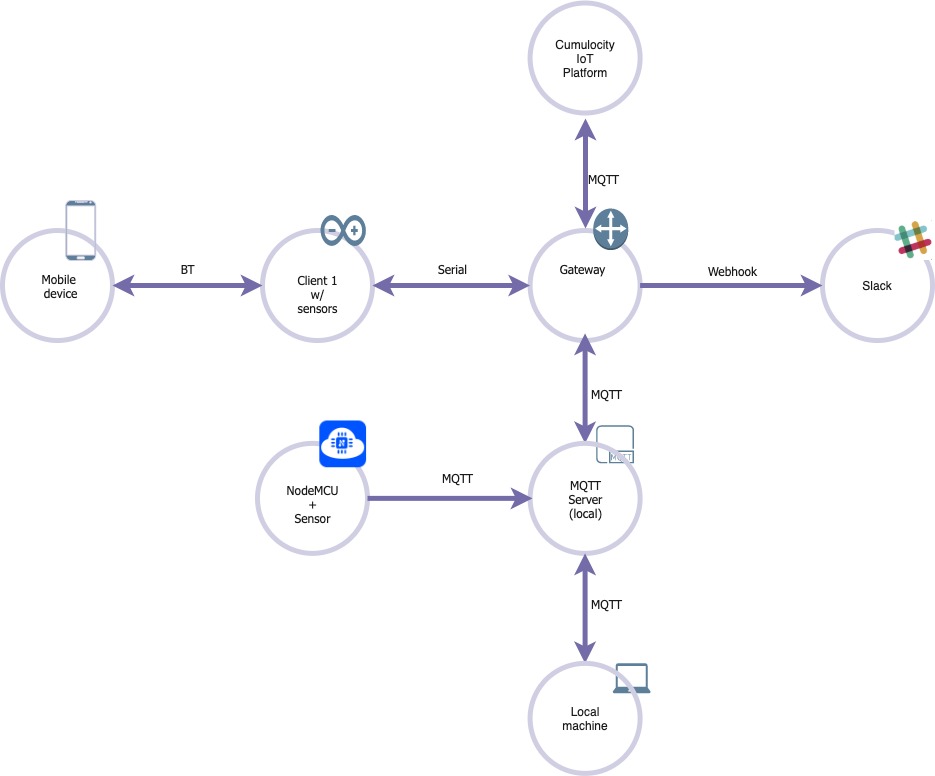 Cumulocity
IoT
Platform
MQTT
Mobile
device
BT
Client 1
w/
sensors
Serial
Gateway
Webhook
Slack
MQTT
MQTT
NodeMCU
+
Sensor
MQTT
MQTT
Server
(local)
MQTT
Local
machine